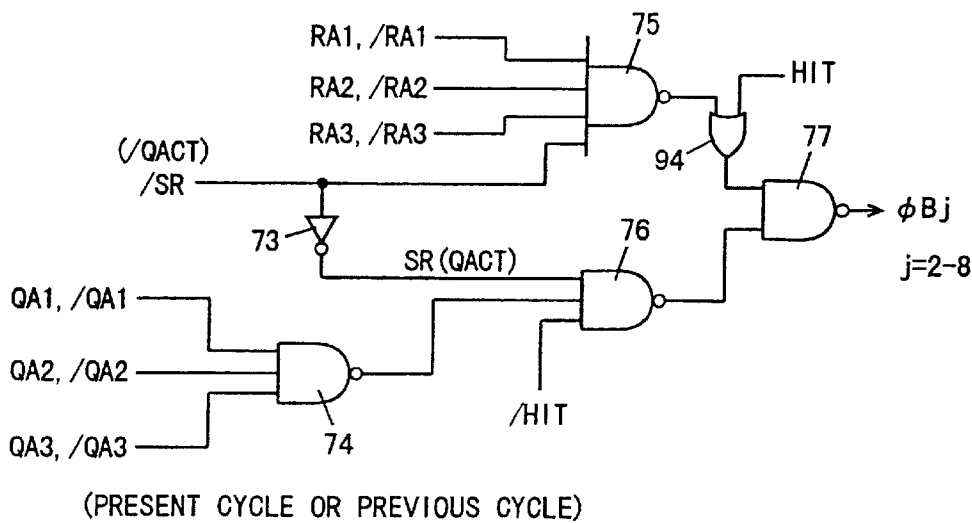 RA1, /RA1
75
HIT
RA2, /RA2
RA3, /RA3
94
77
(/QACT)
/SR
φBj
73
76
SR(QACT)
j=2-8
QA1, /QA1
QA2, /QA2
/HIT
74
QA3, /QA3
(PRESENT CYCLE OR PREVIOUS CYCLE)